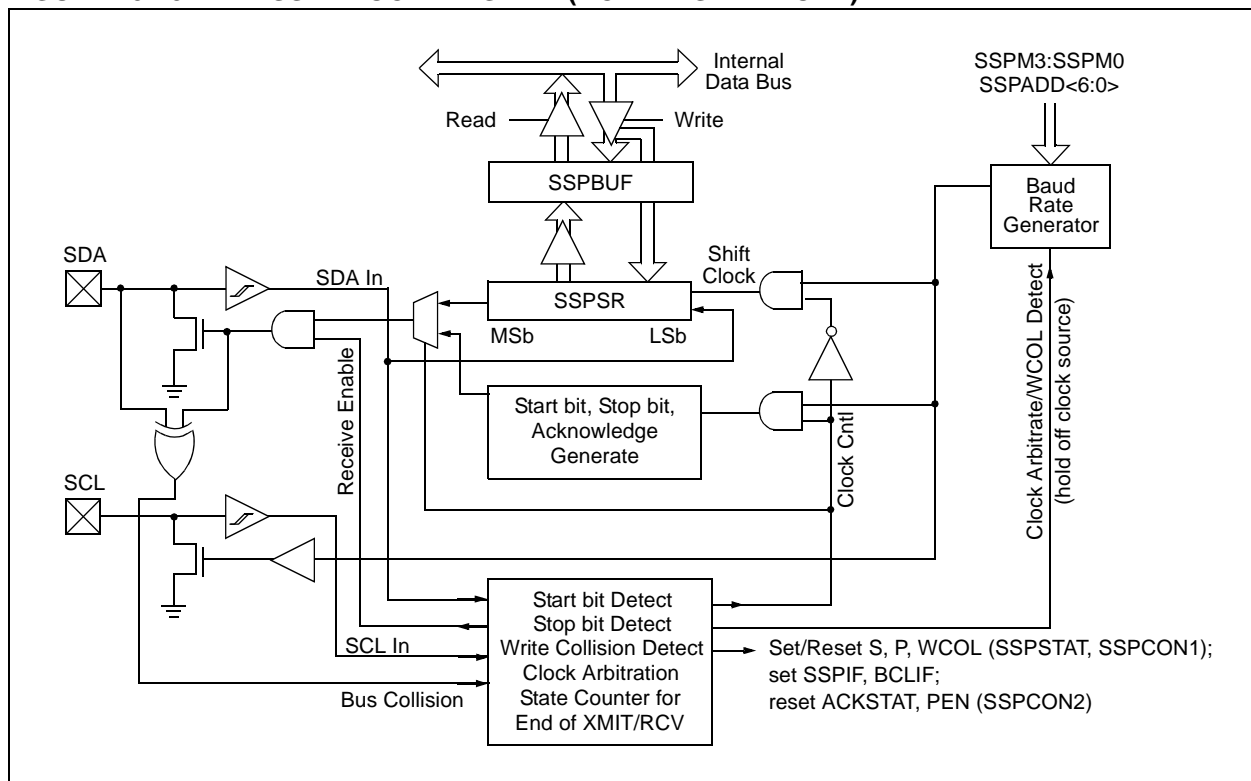 Internal
Data Bus
SSPM3:SSPM0
SSPADD<6:0>
Read
Write
SSPBUF
Baud
Rate
Generator
SDA
SDA In
Shift
Clock
SSPSR
MSb
LSb
Start bit, Stop bit,
Acknowledge
Generate
Receive Enable
Clock Cntl
Clock Arbitrate/WCOL Detect
(hold off clock source)
SCL
SCL In
Bus Collision
Start bit Detect
Stop bit Detect
Write Collision Detect
Clock Arbitration
State Counter for
End of XMIT/RCV
Set/Reset S, P, WCOL (SSPSTAT, SSPCON1);
set SSPIF, BCLIF;
reset ACKSTAT, PEN (SSPCON2)